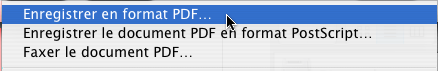 Enregistrer en format PDF...
Enregistrer le document PDF en format PostScript...
Faxer le document PDF...